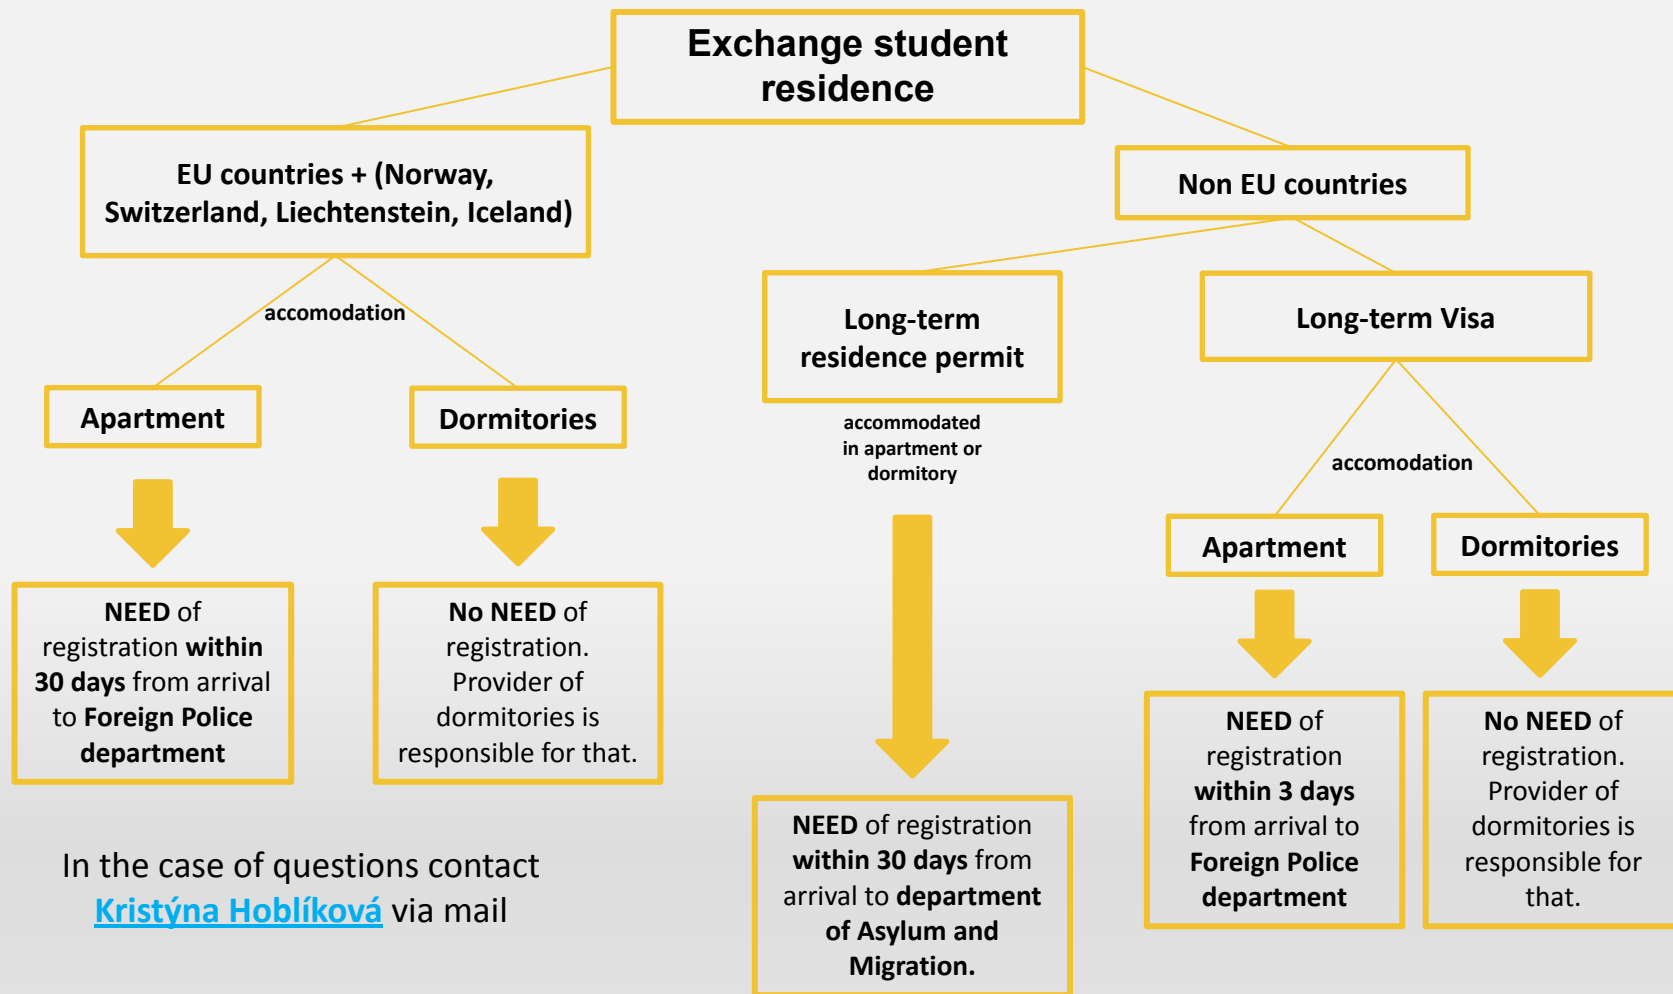 Exchange student
residence
EU countries + (Norway,
Switzerland, Liechtenstein, Iceland)
accomodation
Apartment
Dormitories
NEED of
registration within
30 days from arrival
to Foreign Police
department
No NEED of
registration.
Provider of
dormitories is
responsible for that.
Non EU countries
Long-term
residence permit
accommodated
in apartment or
dormitory
NEED of registration
within 30 days from
arrival to department
of Asylum and
Migration.
Long-term Visa
accomodation
Apartment
Dormitories
NEED of
registration
within 3 days
from arrival to
Foreign Police
department
No NEED of
registration.
Provider of
dormitories is
responsible for
that.
In the case of questions contact
Kristýna Hoblíková via mail